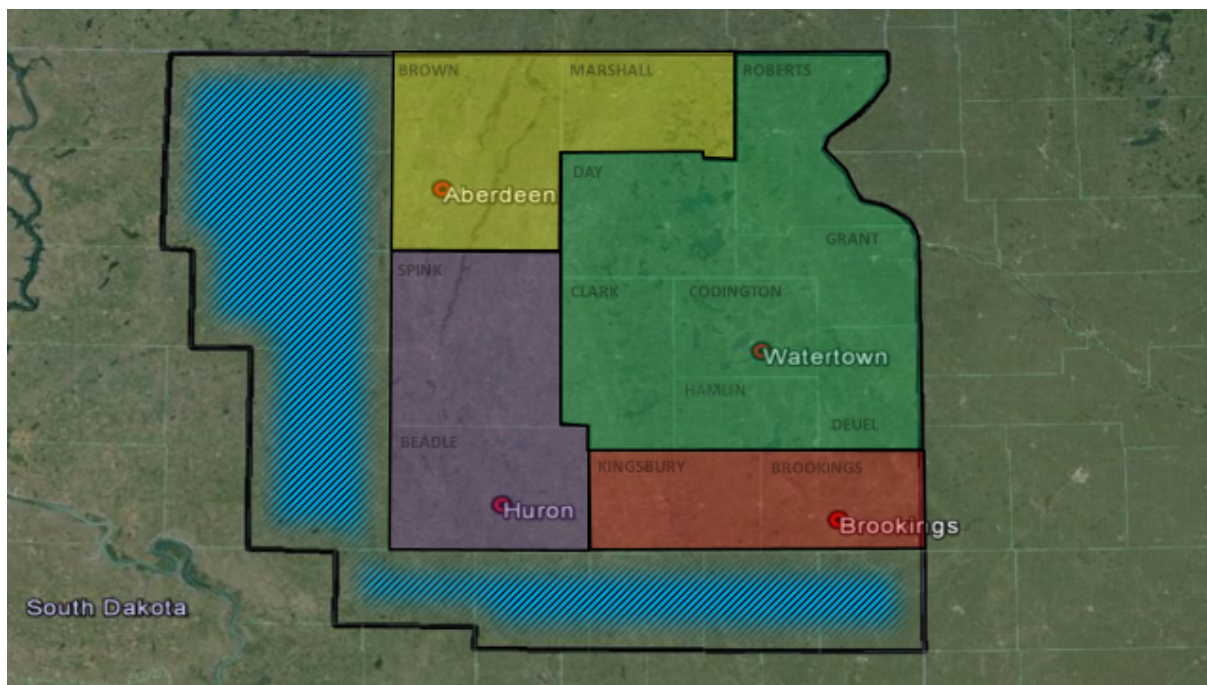 BROWN
MARSHALL
ROBERTS
DAY
Aberdeen
GRANT
SPINK
CLARK
CODINGTON
Watertown
HAMLIN
DEUEL
BEADLE
KINGSBURY
BROOKINGS
Huron
Brookings
South Dakota